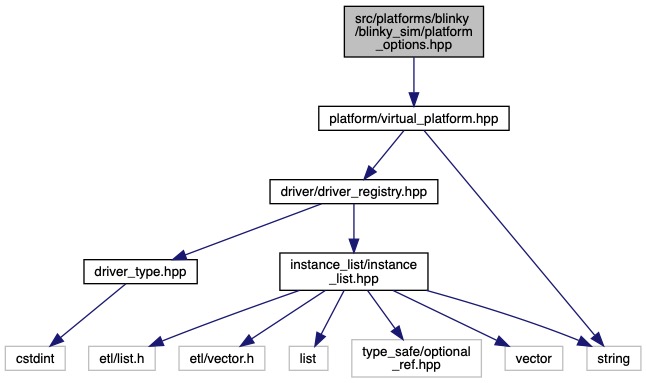 src/platforms/blinky
/blinky_sim/platform
_options.hpp
platform/virtual_platform.hpp
driver/driver_registry.hpp
driver_type.hpp
instance_list/instance
_list.hpp
cstdint
etl/list.h
etl/vector.h
list
type_safe/optional
_ref.hpp
vector
string